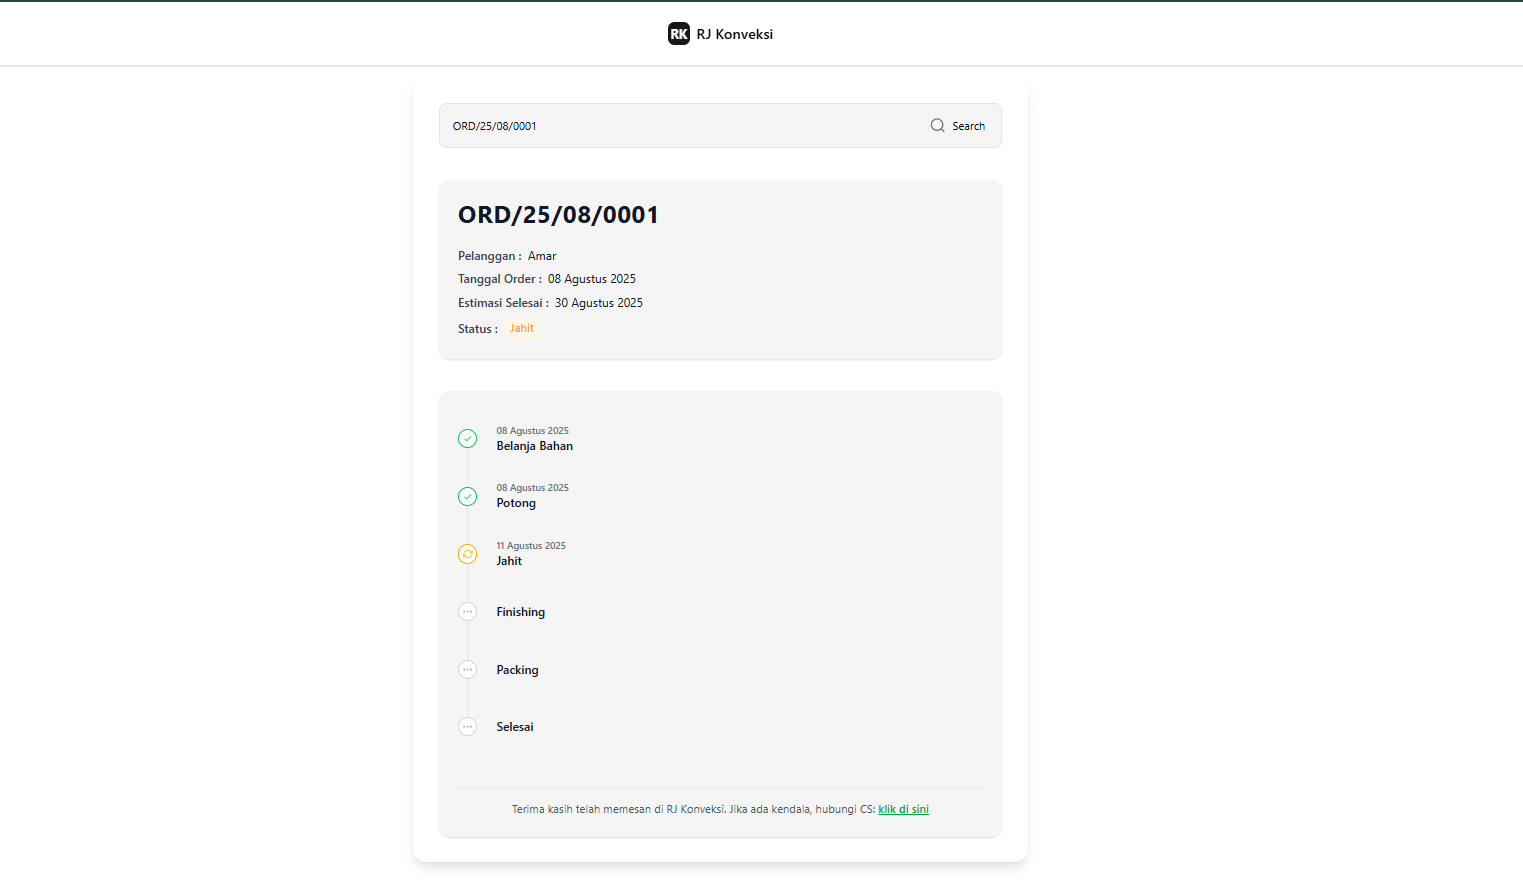 RK RJ Konveksi
ORD/25/08/0001 Search
ORD/25/08/0001
Pelanggan : Amar
Tanggal Order : 08 Agustus 2025
Estimasi Selesai : 30 Agustus 2025
Status : Jahit
08 Agustus 2025
Belanja Bahan
08 Agustus 2025
Potong
11 Agustus 2025
Jahit
Finishing
Packing
Selesai
Terima kasih telah memesan di RJ Konveksi. Jika ada kendala, hubungi CS: klik di sini